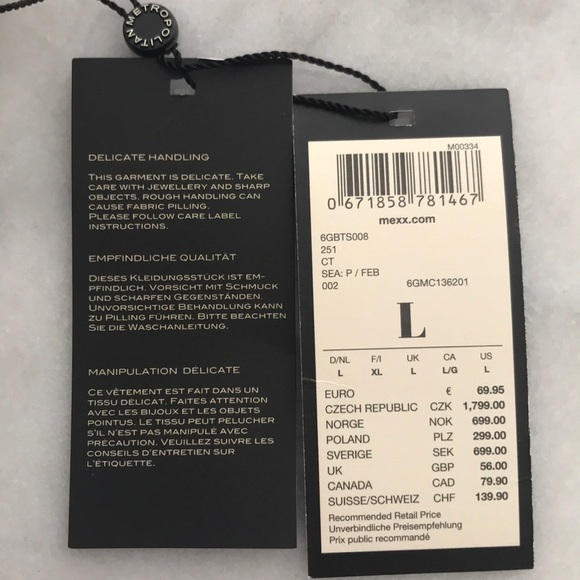 METROPOLITAN
DELICATE HANDLING
THIS GARMENT IS DELICATE. TAKE
CARE WITH JEWELLERY AND SHARP
OBJECTS. ROUGH HANDLING CAN
CAUSE FABRIC PILLING.
PLEASE FOLLOW CARE LABEL
INSTRUCTIONS.
EMPFINDLICHE QUALITÄT
DIESES KLEIDUNGSSTÜCK IST EM-
PFINDLICH. VORSICHT MIT SCHMUCK
UND SCHARFEN GEGENSTÄNDEN.
UNVORSICHTIGE BEHANDLUNG KANN
ZU PILLING FÜHREN. BITTE BEACHTEN
SIE DIE WASCHANLEITUNG.
MANIPULATION DÉLICATE
CE VÊTEMENT EST FAIT DANS UN
TISSU DÉLICAT. FAITES ATTENTION
AVEC LES BIJOUX ET LES OBJETS
POINTUS. LE TISSU PEUT PELUCHER
S'IL N'EST PAS MANIPULÉ AVEC
PRÉCAUTION. VEUILLEZ SUIVRE LES
CONSEILS D'ENTRETIEN SUR
L'ÉTIQUETTE.
M00334
0 671858 781467
mexx.com
6GBTS008
251
CT
SEA: P / FEB
002 6GMC136201
L
D/NL F/I UK CA US
L XL L L/G L
EURO € 69.95
CZECH REPUBLIC CZK 1,799.00
NORGE NOK 699.00
POLAND PLZ 299.00
SVERIGE SEK 699.00
UK GBP 56.00
CANADA CAD 79.90
SUISSE/SCHWEIZ CHF 139.90
Recommended Retail Price
Unverbindliche Preisempfehlung
Prix public recommandé